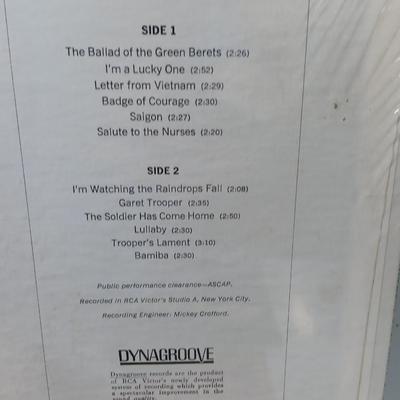 SIDE 1
The Ballad of the Green Berets (2:26)
I'm a Lucky One (2:52)
Letter from Vietnam (2:29)
Badge of Courage (2:30)
Saigon (2:27)
Salute to the Nurses (2:20)
SIDE 2
I'm Watching the Raindrops Fall (2:08)
Garet Trooper (2:35)
The Soldier Has Come Home (2:50)
Lullaby (2:30)
Trooper's Lament (3:10)
Bamiba (2:30)
Public performance clearance—ASCAP.
Recorded in RCA Victor's Studio A, New York City.
Recording Engineer: Mickey Crofford.
DYNAGROOVE
Dynagroove records are the product
of RCA Victor's newly developed
system of recording which provides
a spectacular improvement in the
sound quality